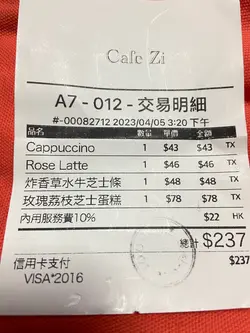 Cafe Zi
A7 - 012 - 交易明細
#-00082712 2023/04/05 3:20 下午
品名 數量 單價 金額
Cappuccino 1 $43 $43 TX
Rose Latte 1 $46 $46 TX
炸香草水牛芝士條 1 $48 $48 TX
玫瑰荔枝芝士蛋糕 1 $78 $78 TX
內用服務費10% $22 HK
總計 $237
信用卡支付 $237
VISA*2016